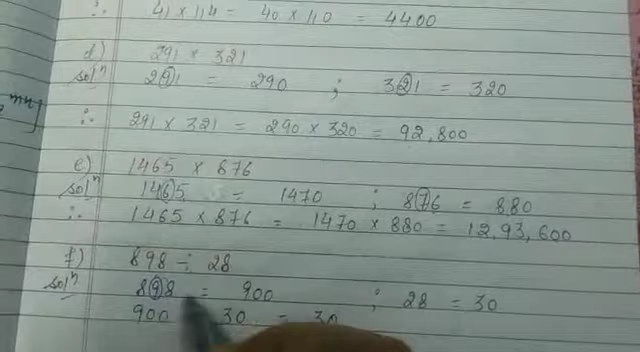 ∴ 41 × 114 = 40 × 110 = 4400
d) 291 × 321
solⁿ 291 = 290 ; 321 = 320
∴ 291 × 321 = 290 × 320 = 92,800
e) 1465 × 876
solⁿ 1465 = 1470 ; 876 = 880
∴ 1465 × 876 = 1470 × 880 = 12,93,600
f) 898 ÷ 28
solⁿ 898 = 900 ; 28 = 30
900 30 = 30